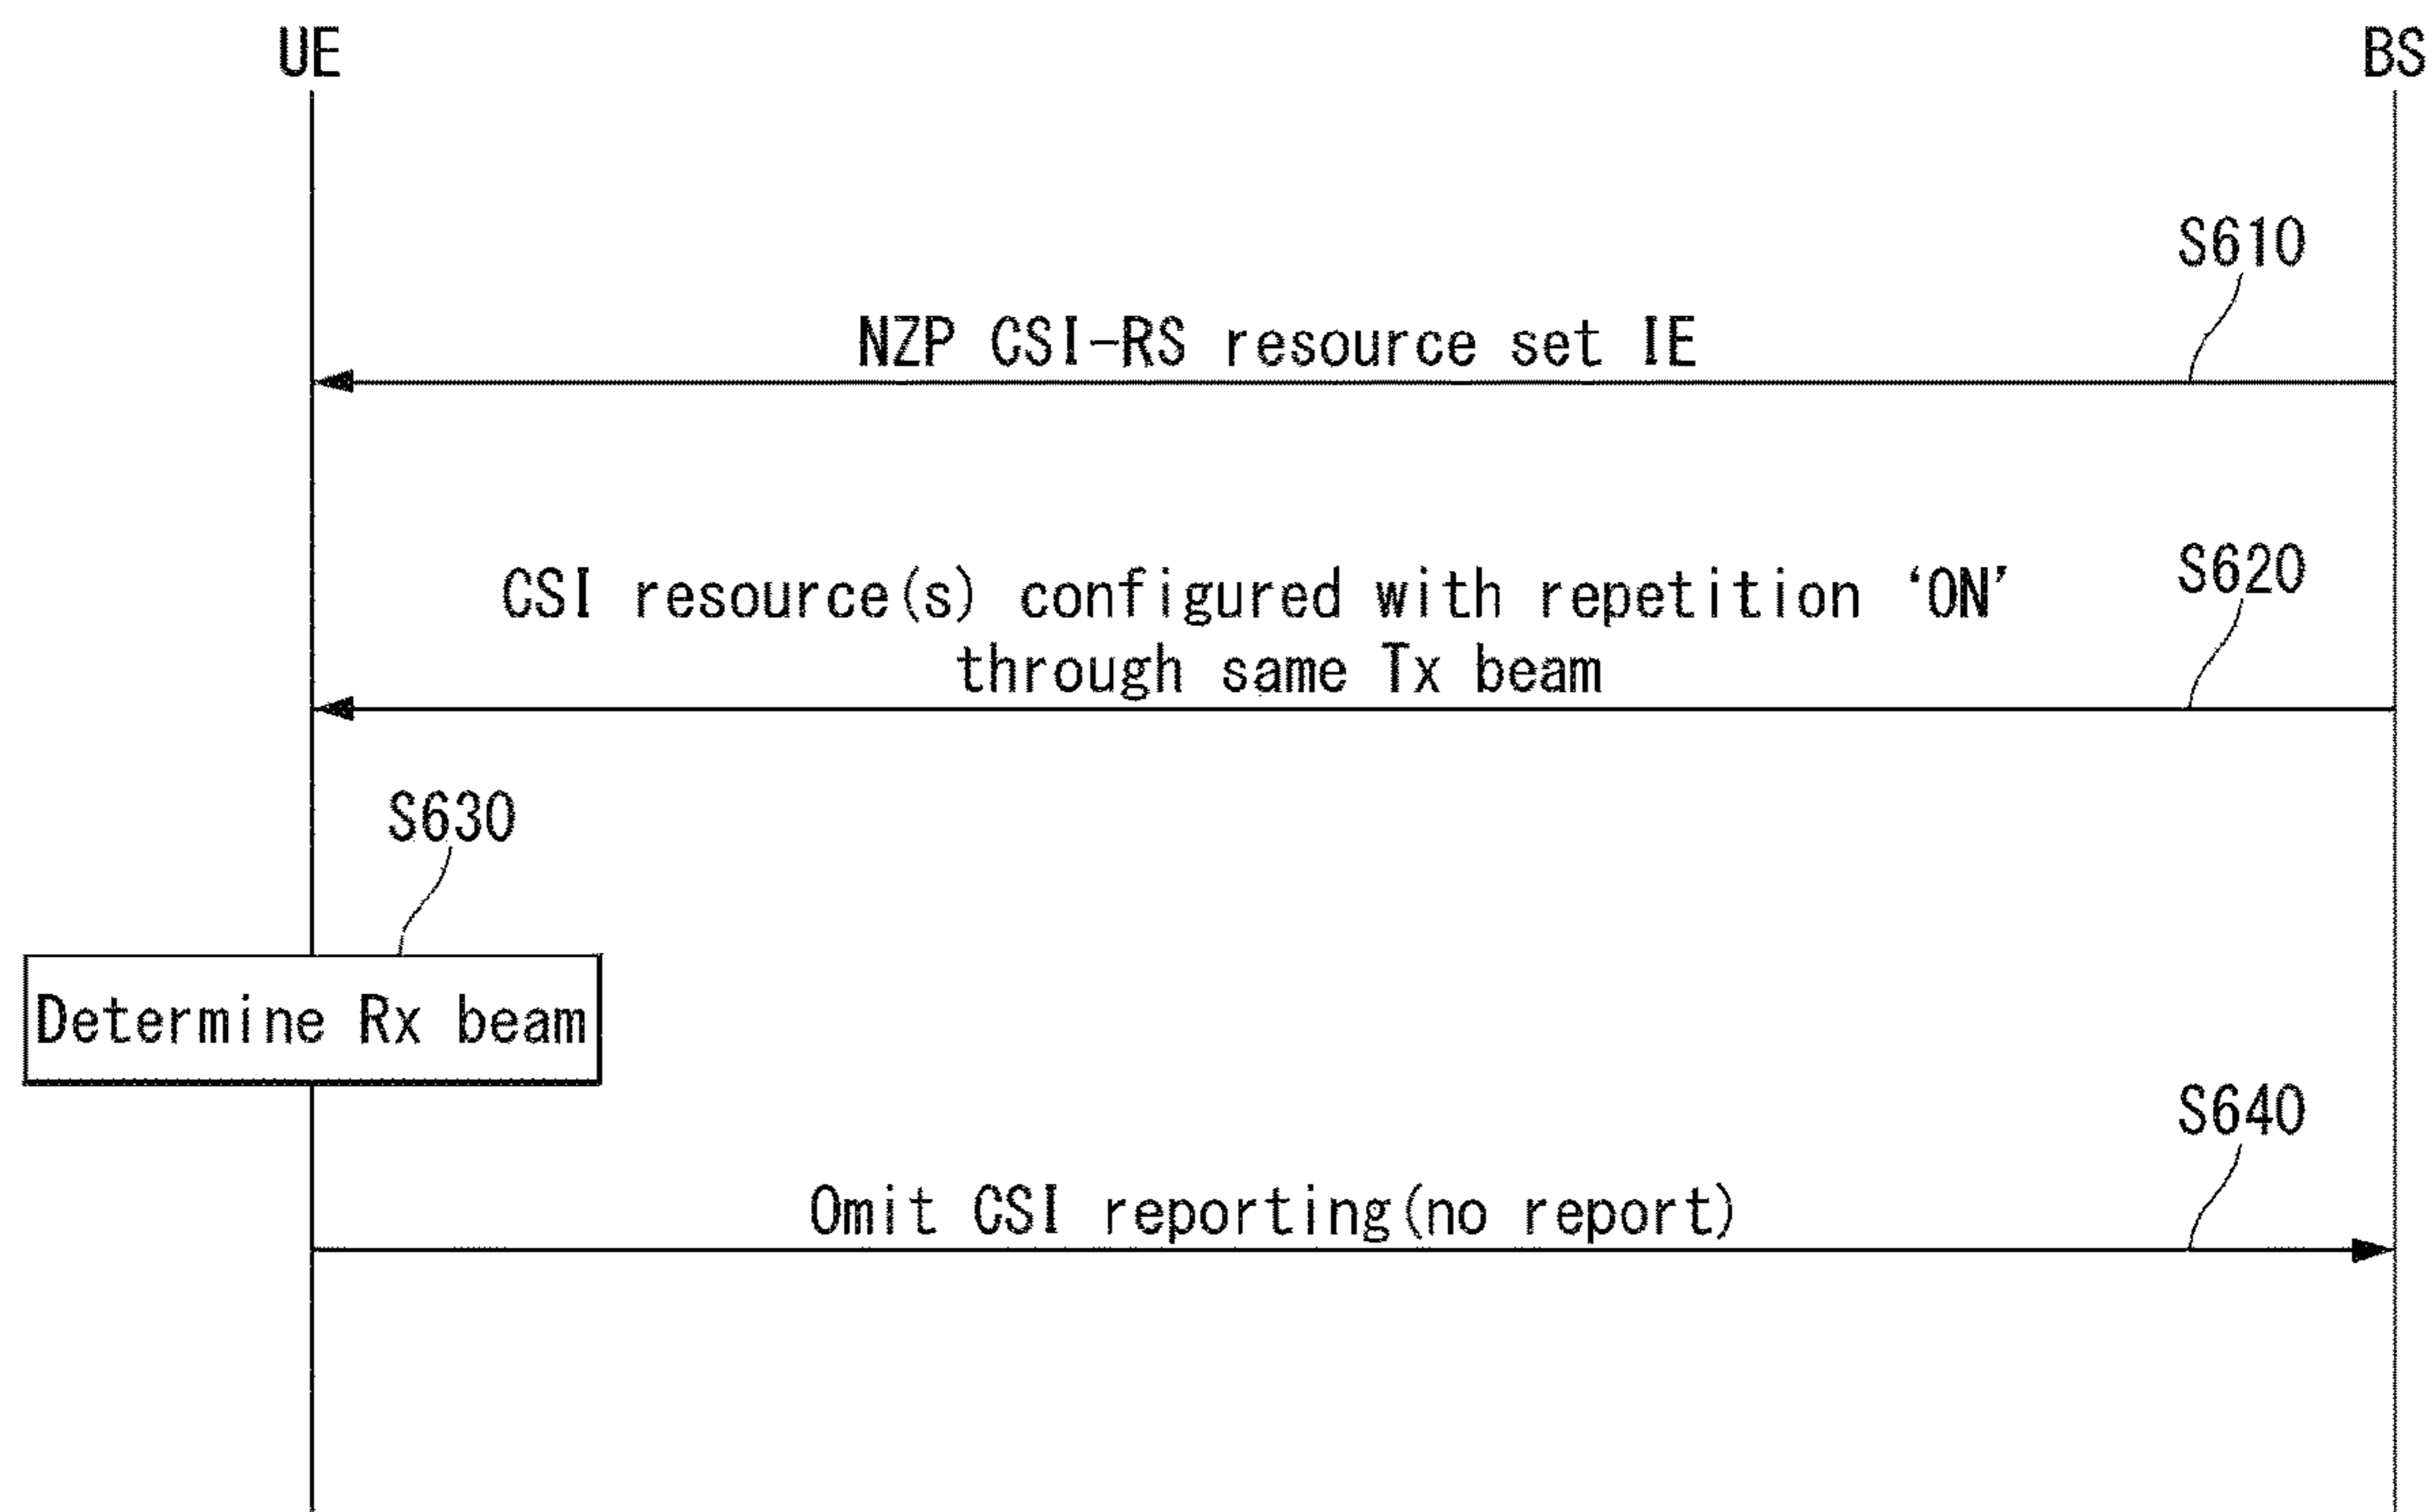 UE
BS
S610
NZP CSI-RS resource set IE
S620
CSI resource(s) configured with repetition ‘ON’
through same Tx beam
S630
Determine Rx beam
S640
Omit CSI reporting(no report)